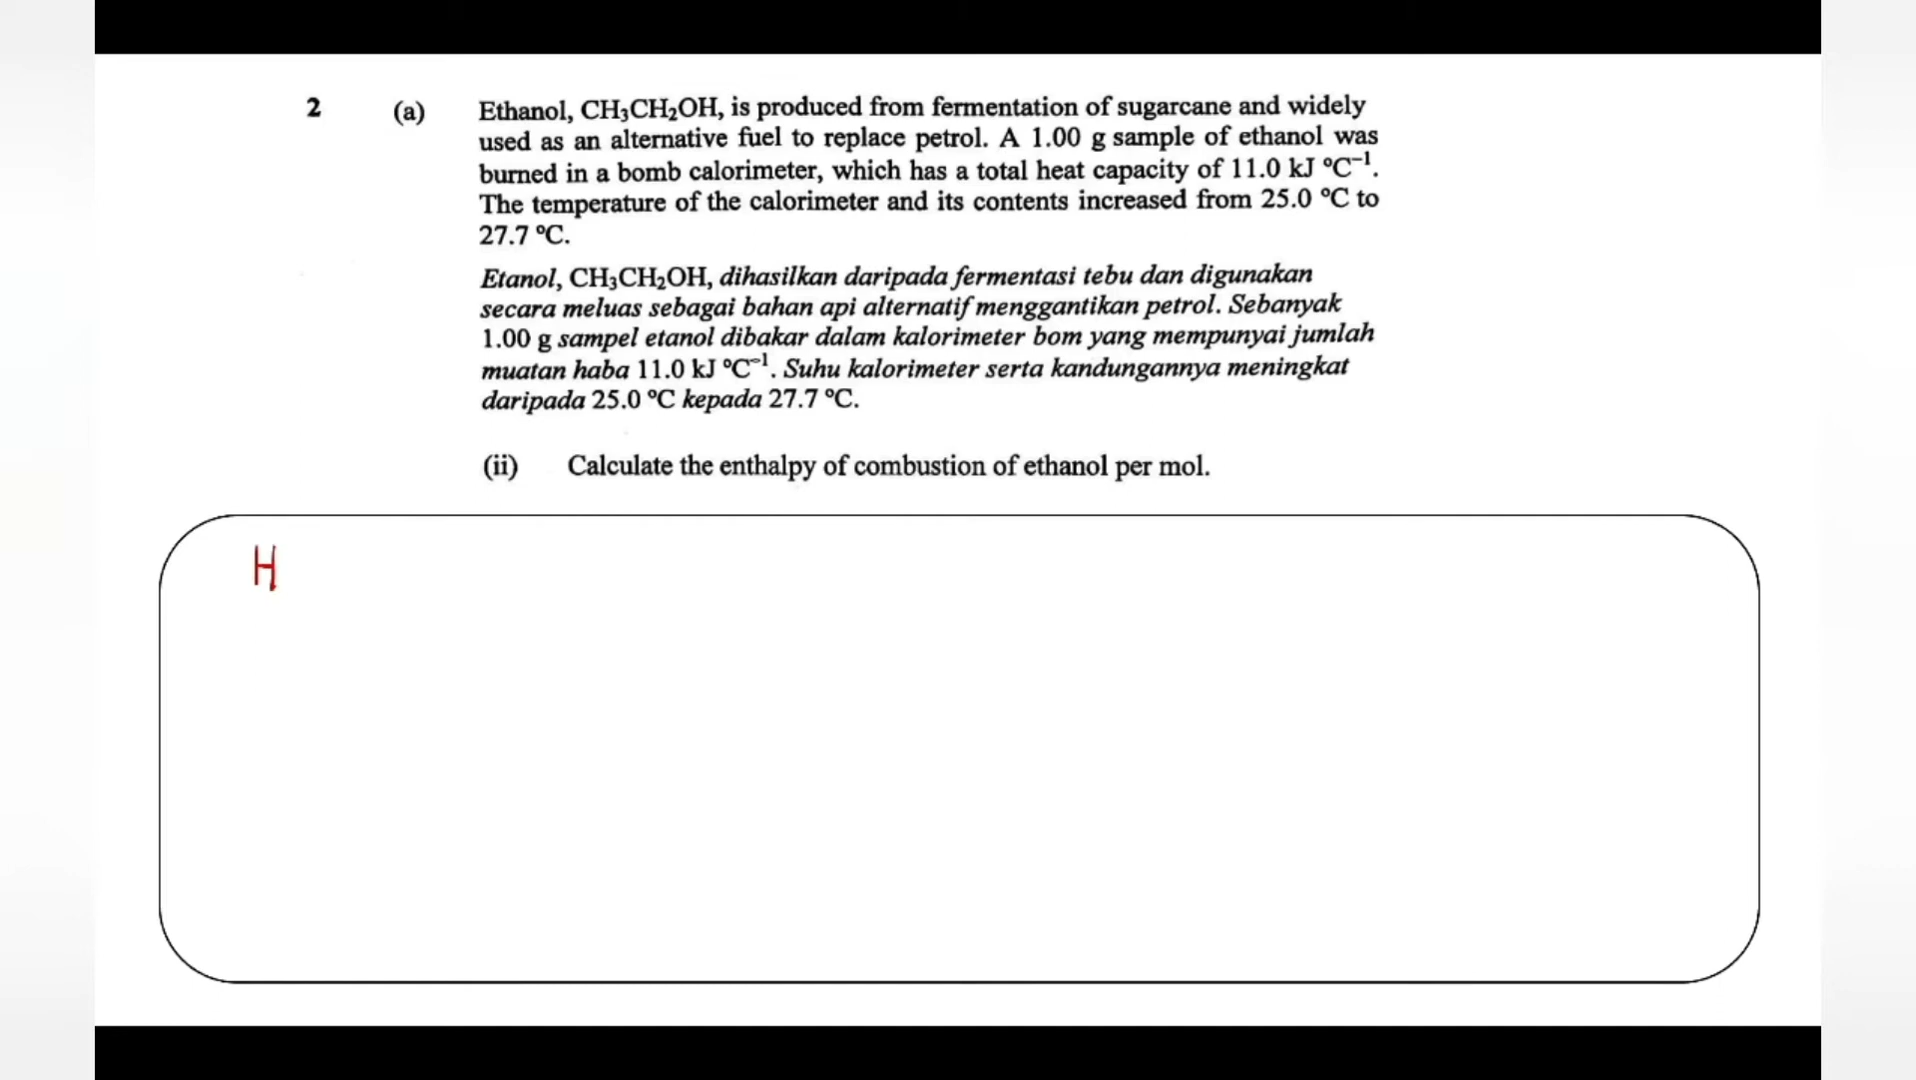 2 (a) Ethanol, CH₃CH₂OH, is produced from fermentation of sugarcane and widely
used as an alternative fuel to replace petrol. A 1.00 g sample of ethanol was
burned in a bomb calorimeter, which has a total heat capacity of 11.0 kJ °C⁻¹.
The temperature of the calorimeter and its contents increased from 25.0 °C to
27.7 °C.
Etanol, CH₃CH₂OH, dihasilkan daripada fermentasi tebu dan digunakan
secara meluas sebagai bahan api alternatif menggantikan petrol. Sebanyak
1.00 g sampel etanol dibakar dalam kalorimeter bom yang mempunyai jumlah
muatan haba 11.0 kJ °C⁻¹. Suhu kalorimeter serta kandungannya meningkat
daripada 25.0 °C kepada 27.7 °C.
(ii) Calculate the enthalpy of combustion of ethanol per mol.
H